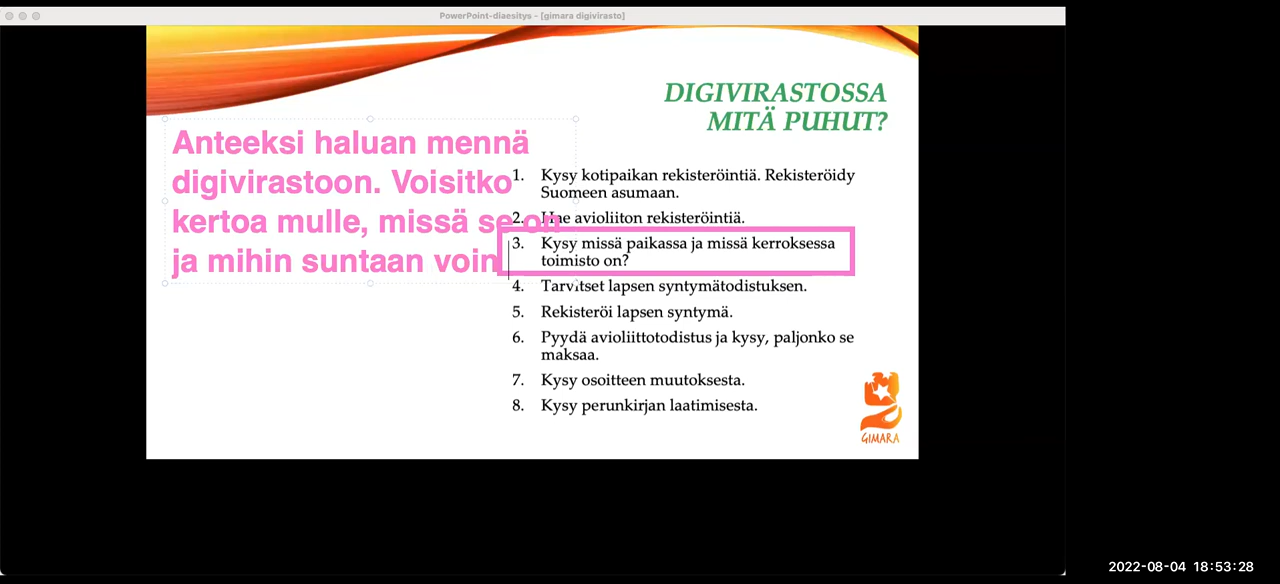 PowerPoint-diaesitys - [gimara digivirasto]
DIGIVIRASTOSSA
MITÄ PUHUT?
Anteeksi haluan mennä
digivirastoon. Voisitko
kertoa mulle, missä se on
ja mihin suntaan voin
1. Kysy kotipaikan rekisteröintiä. Rekisteröidy
Suomeen asumaan.
2. Hae avioliiton rekisteröintiä.
3. Kysy missä paikassa ja missä kerroksessa
toimisto on?
4. Tarvitset lapsen syntymätodistuksen.
5. Rekisteröi lapsen syntymä.
6. Pyydä avioliittotodistus ja kysy, paljonko se
maksaa.
7. Kysy osoitteen muutoksesta.
8. Kysy perunkirjan laatimisesta.
GIMARA
2022-08-04 18:53:28